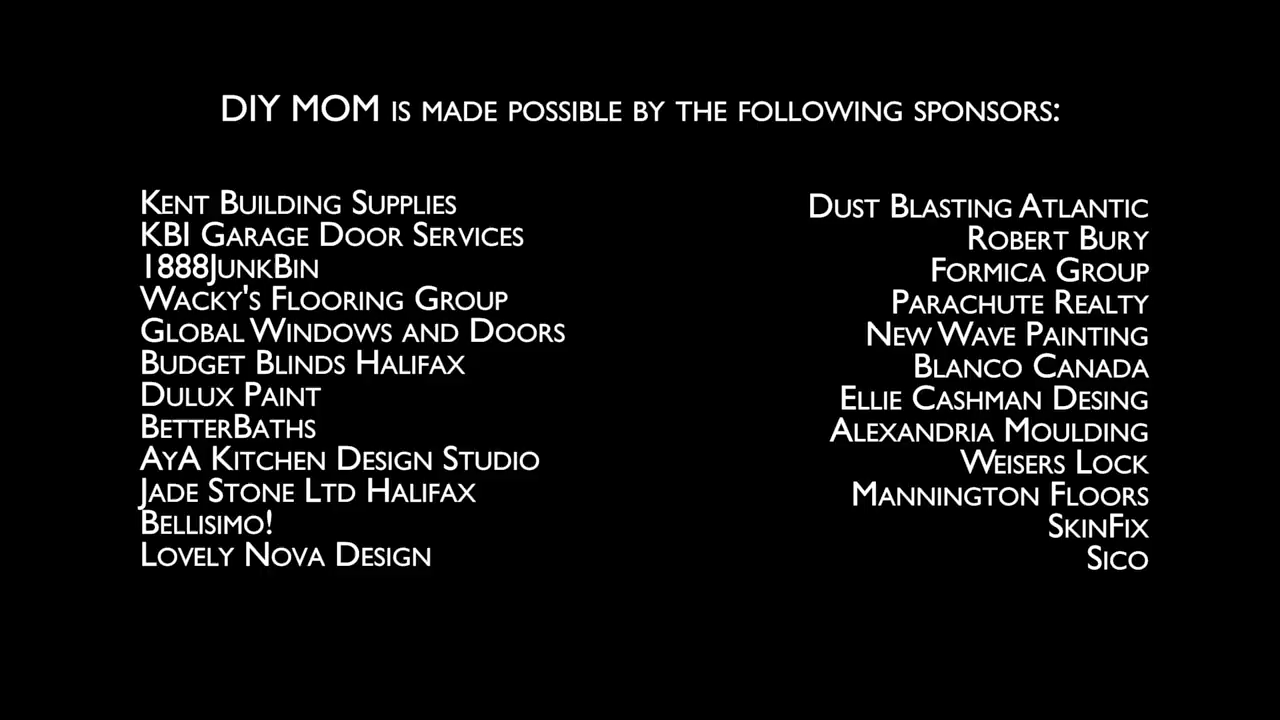 DIY MOM IS MADE POSSIBLE BY THE FOLLOWING SPONSORS:
KENT BUILDING SUPPLIES
KBI GARAGE DOOR SERVICES
1888JUNKBIN
WACKY'S FLOORING GROUP
GLOBAL WINDOWS AND DOORS
BUDGET BLINDS HALIFAX
DULUX PAINT
BETTERBATHS
AYA KITCHEN DESIGN STUDIO
JADE STONE LTD HALIFAX
BELLISIMO!
LOVELY NOVA DESIGN
DUST BLASTING ATLANTIC
ROBERT BURY
FORMICA GROUP
PARACHUTE REALTY
NEW WAVE PAINTING
BLANCO CANADA
ELLIE CASHMAN DESING
ALEXANDRIA MOULDING
WEISERS LOCK
MANNINGTON FLOORS
SKINFIX
SICO